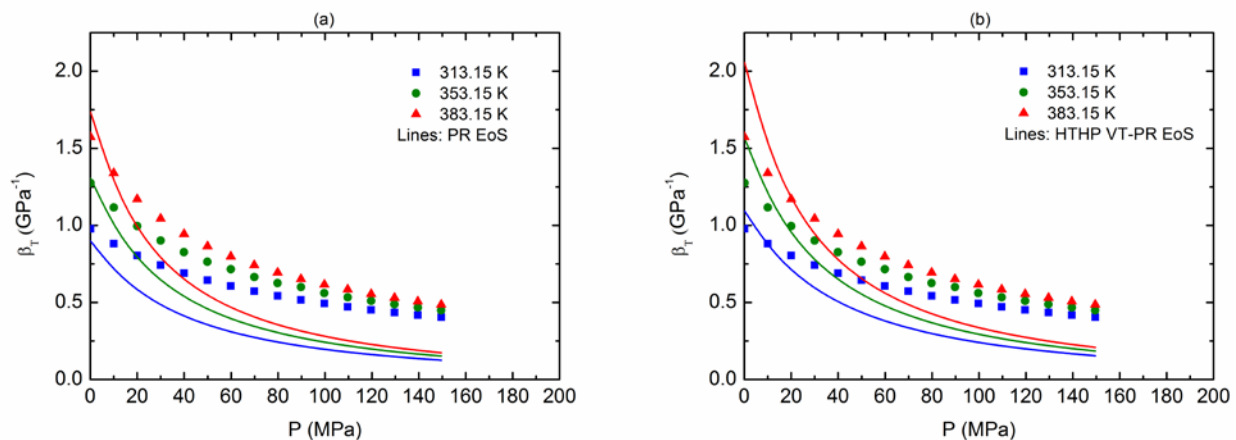 (a)
2.0
1.5
1.0
0.5
0.0
β_T (GPa⁻¹)
313.15 K
353.15 K
383.15 K
Lines: PR EoS
0 20 40 60 80 100 120 140 160 180 200
P (MPa)
(b)
2.0
1.5
1.0
0.5
0.0
β_T (GPa⁻¹)
313.15 K
353.15 K
383.15 K
Lines: HTHP VT-PR EoS
0 20 40 60 80 100 120 140 160 180 200
P (MPa)